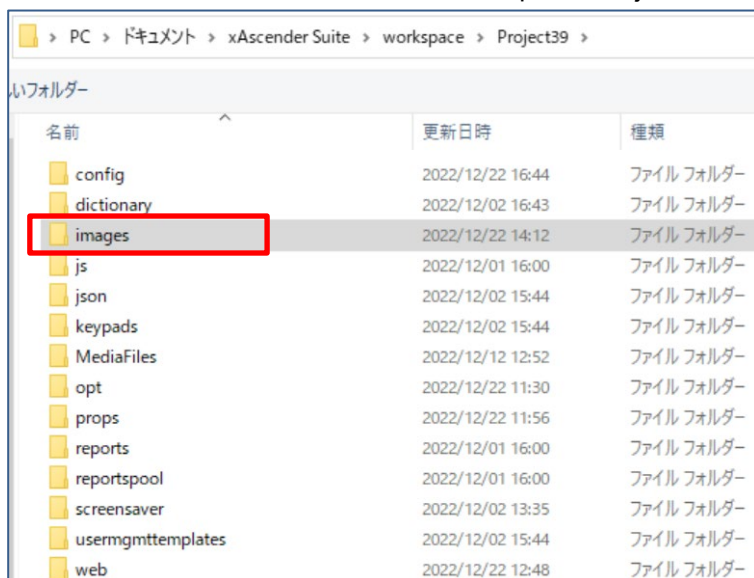 PC > ドキュメント > xAscender Suite > workspace > Project39 >
いフォルダー
名前 更新日時 種類
config 2022/12/22 16:44 ファイル フォルダー
dictionary 2022/12/02 16:43 ファイル フォルダー
images 2022/12/22 14:12 ファイル フォルダー
js 2022/12/01 16:00 ファイル フォルダー
json 2022/12/02 15:44 ファイル フォルダー
keypads 2022/12/02 15:44 ファイル フォルダー
MediaFiles 2022/12/12 12:52 ファイル フォルダー
opt 2022/12/22 11:30 ファイル フォルダー
props 2022/12/22 11:56 ファイル フォルダー
reports 2022/12/01 16:00 ファイル フォルダー
reportspool 2022/12/01 16:00 ファイル フォルダー
screensaver 2022/12/02 13:35 ファイル フォルダー
usermgmttemplates 2022/12/02 15:44 ファイル フォルダー
web 2022/12/22 12:48 ファイル フォルダー